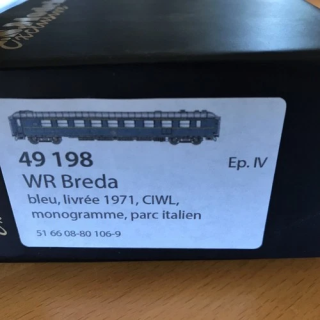 49 198 Ep. IV
WR Breda
bleu, livrée 1971, CIWL,
monogramme, parc italien
51 66 08-80 106-9